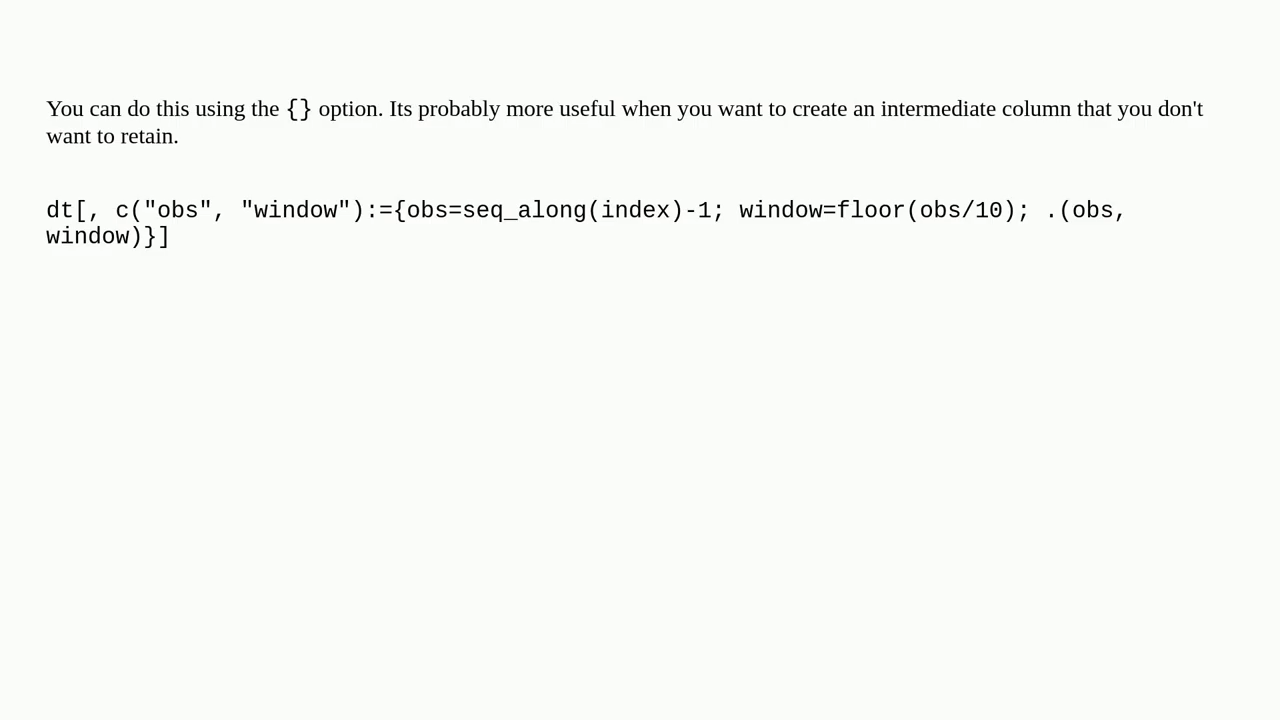 You can do this using the {} option. Its probably more useful when you want to create an intermediate column that you don't
want to retain.
dt[, c("obs", "window"):={obs=seq_along(index)-1; window=floor(obs/10); .(obs,
window)}]